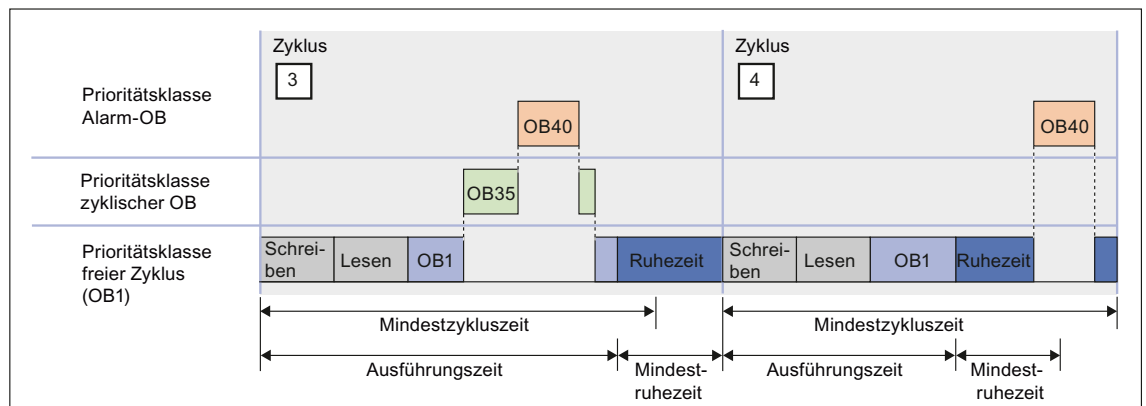 Zyklus
3
Zyklus
4
Prioritätsklasse
Alarm-OB
OB40
OB40
Prioritätsklasse
zyklischer OB
OB35
Prioritätsklasse
freier Zyklus
(OB1)
Schrei-
ben
Lesen
OB1
Ruhezeit
Schrei-
ben
Lesen
OB1
Ruhezeit
Mindestzykluszeit
Mindestzykluszeit
Ausführungszeit
Mindest-
ruhezeit
Ausführungszeit
Mindest-
ruhezeit